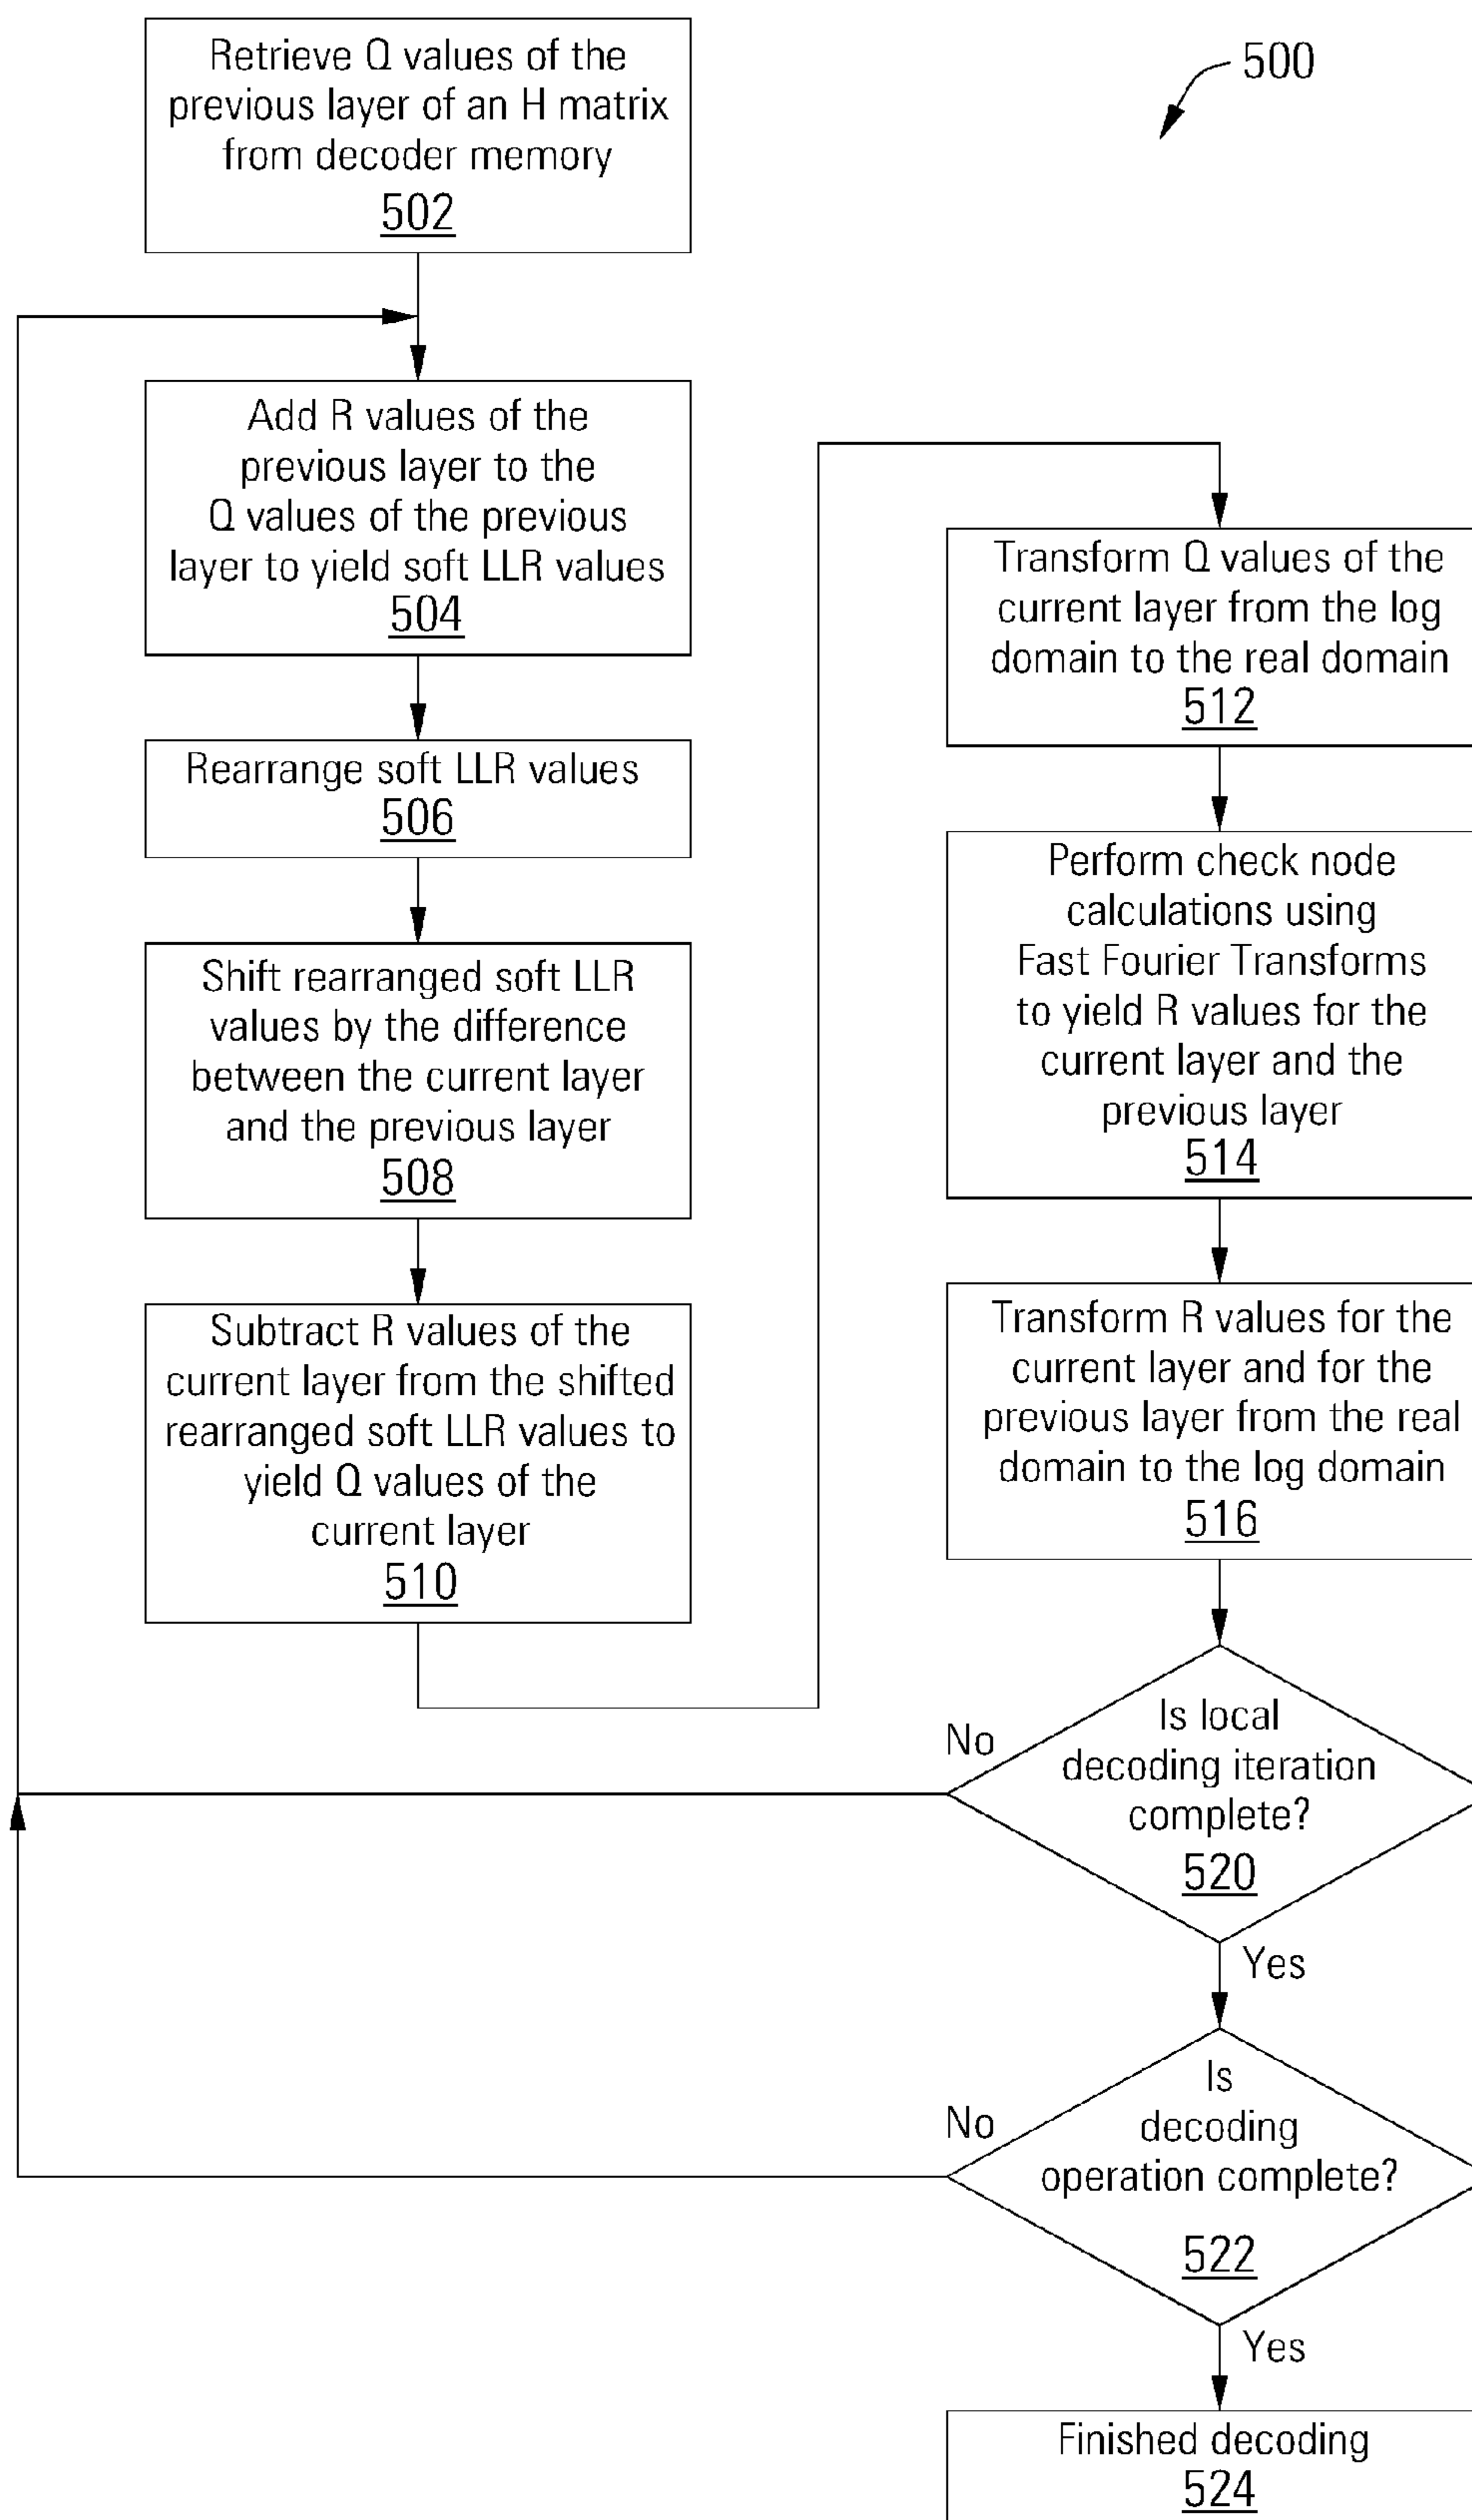 500
Retrieve Q values of the
previous layer of an H matrix
from decoder memory
502
Add R values of the
previous layer to the
Q values of the previous
layer to yield soft LLR values
504
Rearrange soft LLR values
506
Shift rearranged soft LLR
values by the difference
between the current layer
and the previous layer
508
Subtract R values of the
current layer from the shifted
rearranged soft LLR values to
yield Q values of the
current layer
510
Transform Q values of the
current layer from the log
domain to the real domain
512
Perform check node
calculations using
Fast Fourier Transforms
to yield R values for the
current layer and the
previous layer
514
Transform R values for the
current layer and for the
previous layer from the real
domain to the log domain
516
No
Is local
decoding iteration
complete?
520
Yes
No
Is
decoding
operation complete?
522
Yes
Finished decoding
524